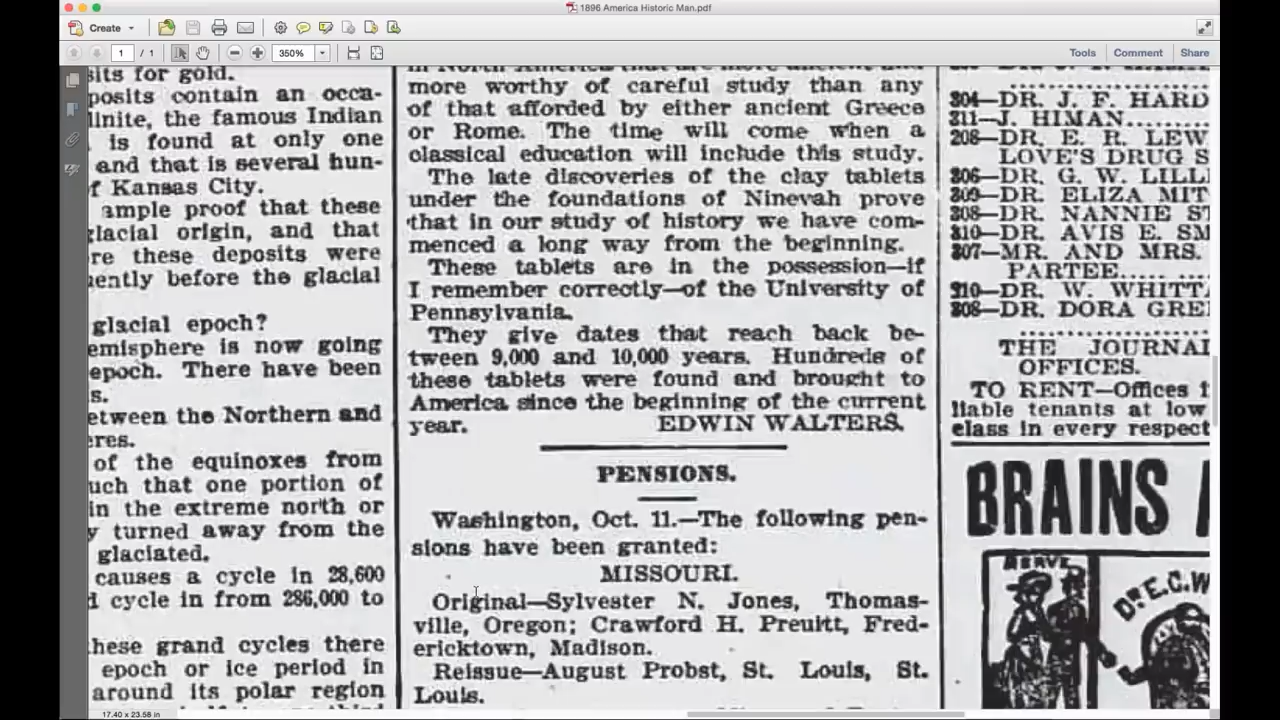 1896 America Historic Man.pdf
Create
1 / 1
350%
Tools
Comment
Share
sits for gold.
posits contain an occa-
linite, the famous Indian
is found at only one
and that is several hun-
f Kansas City.
ample proof that these
glacial origin, and that
re these deposits were
nently before the glacial
glacial epoch?
emisphere is now going
epoch. There have been
s.
etween the Northern and
eres.
of the equinoxes from
uch that one portion of
in the extreme north or
y turned away from the
glaciated.
causes a cycle in 28,600
d cycle in from 286,000 to
hese grand cycles there
epoch or ice period in
around its polar region
more worthy of careful study than any
of that afforded by either ancient Greece
or Rome. The time will come when a
classical education will include this study.
The late discoveries of the clay tablets
under the foundations of Ninevah prove
that in our study of history we have com-
menced a long way from the beginning.
These tablets are in the possession—if
I remember correctly—of the University of
Pennsylvania.
They give dates that reach back be-
tween 9,000 and 10,000 years. Hundreds of
these tablets were found and brought to
America since the beginning of the current
year. EDWIN WALTERS.
PENSIONS.
Washington, Oct. 11.—The following pen-
sions have been granted:
MISSOURI.
Original—Sylvester N. Jones, Thomas-
ville, Oregon; Crawford H. Preuitt, Fred-
ericktown, Madison.
Reissue—August Probst, St. Louis, St.
Louis.
304—DR. J. F. HARD
311—J. HIMAN
208—DR. E. R. LEW
LOVE'S DRUG S
306—DR. G. W. LILL
309—DR. ELIZA MIT
308—DR. NANNIE ST
310—DR. AVIS E. SM
307—MR. AND MRS.
PARTEE.....
310—DR. W. WHITTA
308—DR. DORA GRE
THE JOURNAL
OFFICES.
TO RENT—Offices
liable tenants at low
class in every respect
BRAINS
NERVE
Dr. E.C.W
17.40 x 23.58 in